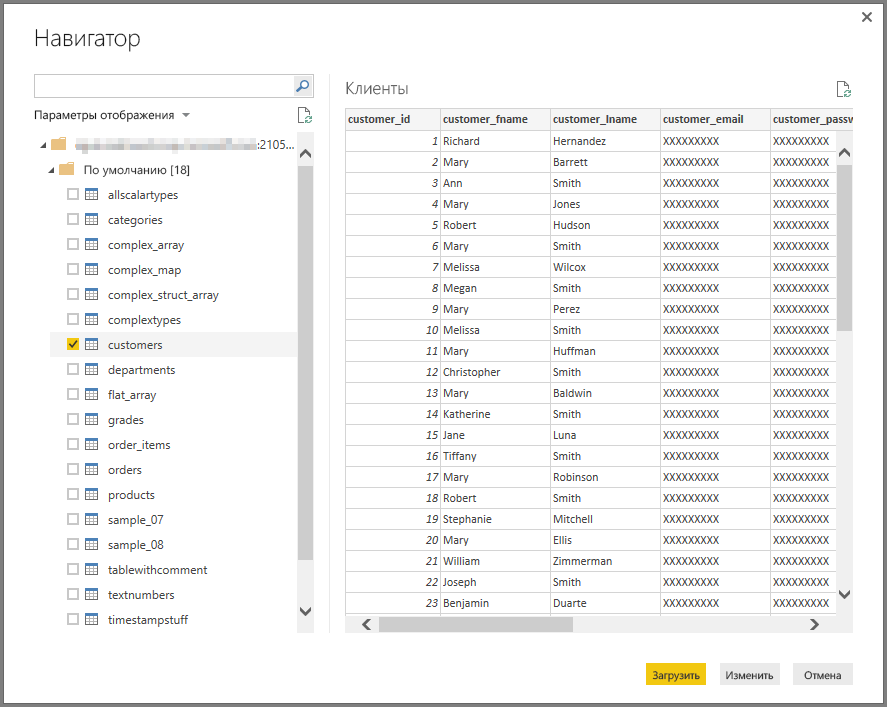 Навигатор
Параметры отображения
:2105...
По умолчанию [18]
allscalartypes
categories
complex_array
complex_map
complex_struct_array
complextypes
customers
departments
flat_array
grades
order_items
orders
products
sample_07
sample_08
tablewithcomment
textnumbers
timestampstuff
Клиенты
customer_id customer_fname customer_lname customer_email customer_passw
1 Richard Hernandez XXXXXXXXX XXXXXXXXX
2 Mary Barrett XXXXXXXXX XXXXXXXXX
3 Ann Smith XXXXXXXXX XXXXXXXXX
4 Mary Jones XXXXXXXXX XXXXXXXXX
5 Robert Hudson XXXXXXXXX XXXXXXXXX
6 Mary Smith XXXXXXXXX XXXXXXXXX
7 Melissa Wilcox XXXXXXXXX XXXXXXXXX
8 Megan Smith XXXXXXXXX XXXXXXXXX
9 Mary Perez XXXXXXXXX XXXXXXXXX
10 Melissa Smith XXXXXXXXX XXXXXXXXX
11 Mary Huffman XXXXXXXXX XXXXXXXXX
12 Christopher Smith XXXXXXXXX XXXXXXXXX
13 Mary Baldwin XXXXXXXXX XXXXXXXXX
14 Katherine Smith XXXXXXXXX XXXXXXXXX
15 Jane Luna XXXXXXXXX XXXXXXXXX
16 Tiffany Smith XXXXXXXXX XXXXXXXXX
17 Mary Robinson XXXXXXXXX XXXXXXXXX
18 Robert Smith XXXXXXXXX XXXXXXXXX
19 Stephanie Mitchell XXXXXXXXX XXXXXXXXX
20 Mary Ellis XXXXXXXXX XXXXXXXXX
21 William Zimmerman XXXXXXXXX XXXXXXXXX
22 Joseph Smith XXXXXXXXX XXXXXXXXX
23 Benjamin Duarte XXXXXXXXX XXXXXXXXX
Загрузить Изменить Отмена